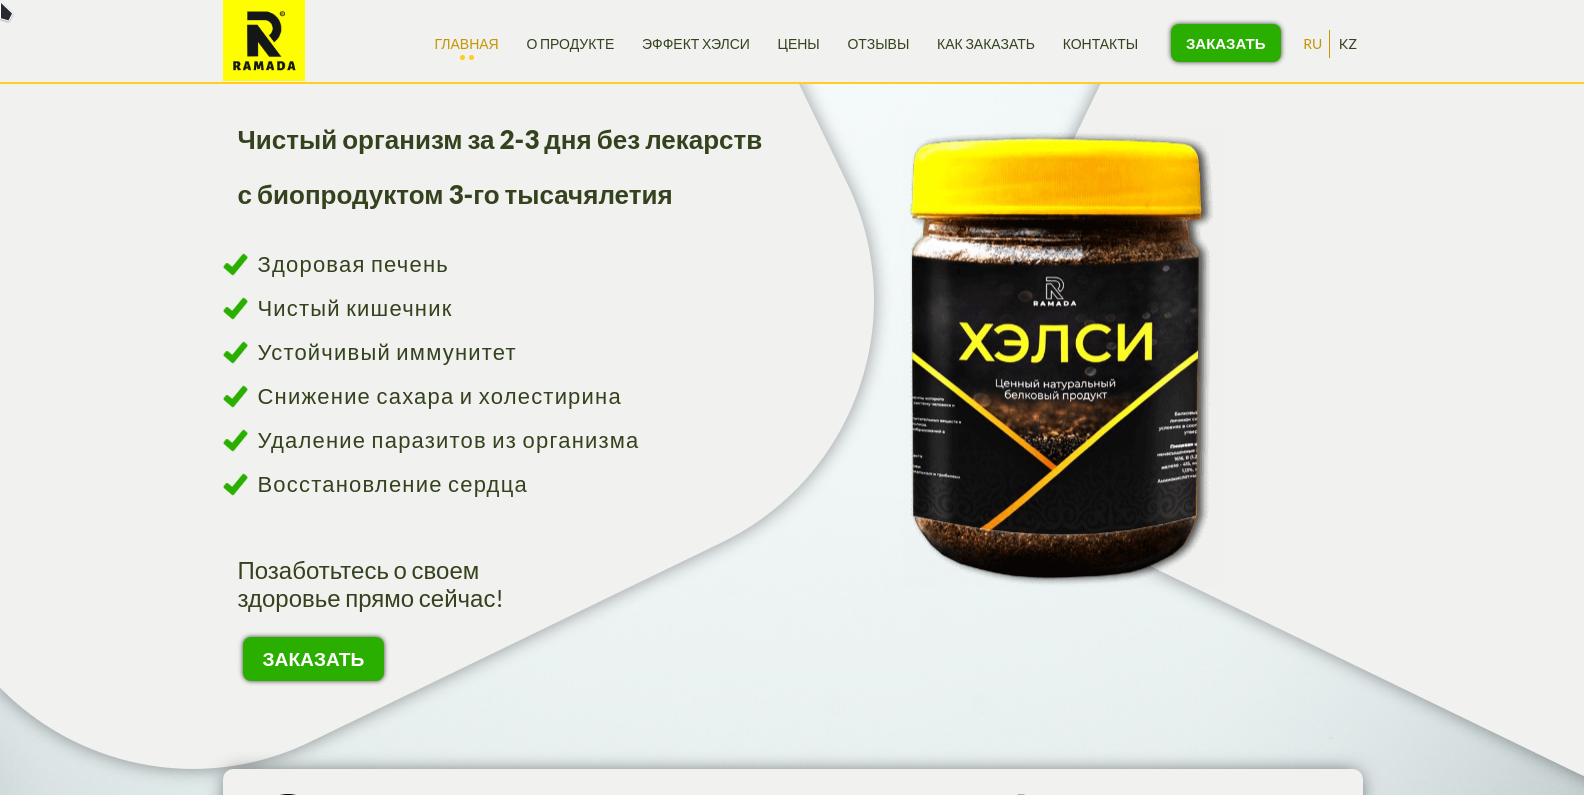 RAMADA
ГЛАВНАЯ О ПРОДУКТЕ ЭФФЕКТ ХЭЛСИ ЦЕНЫ ОТЗЫВЫ КАК ЗАКАЗАТЬ КОНТАКТЫ ЗАКАЗАТЬ RU KZ
Чистый организм за 2-3 дня без лекарств
с биопродуктом 3-го тысачялетия
Здоровая печень
Чистый кишечник
Устойчивый иммунитет
Снижение сахара и холестирина
Удаление паразитов из организма
Восстановление сердца
Позаботьтесь о своем
здоровье прямо сейчас!
ЗАКАЗАТЬ
RAMADA
ХЭЛСИ
Ценный натуральный
белковый продукт